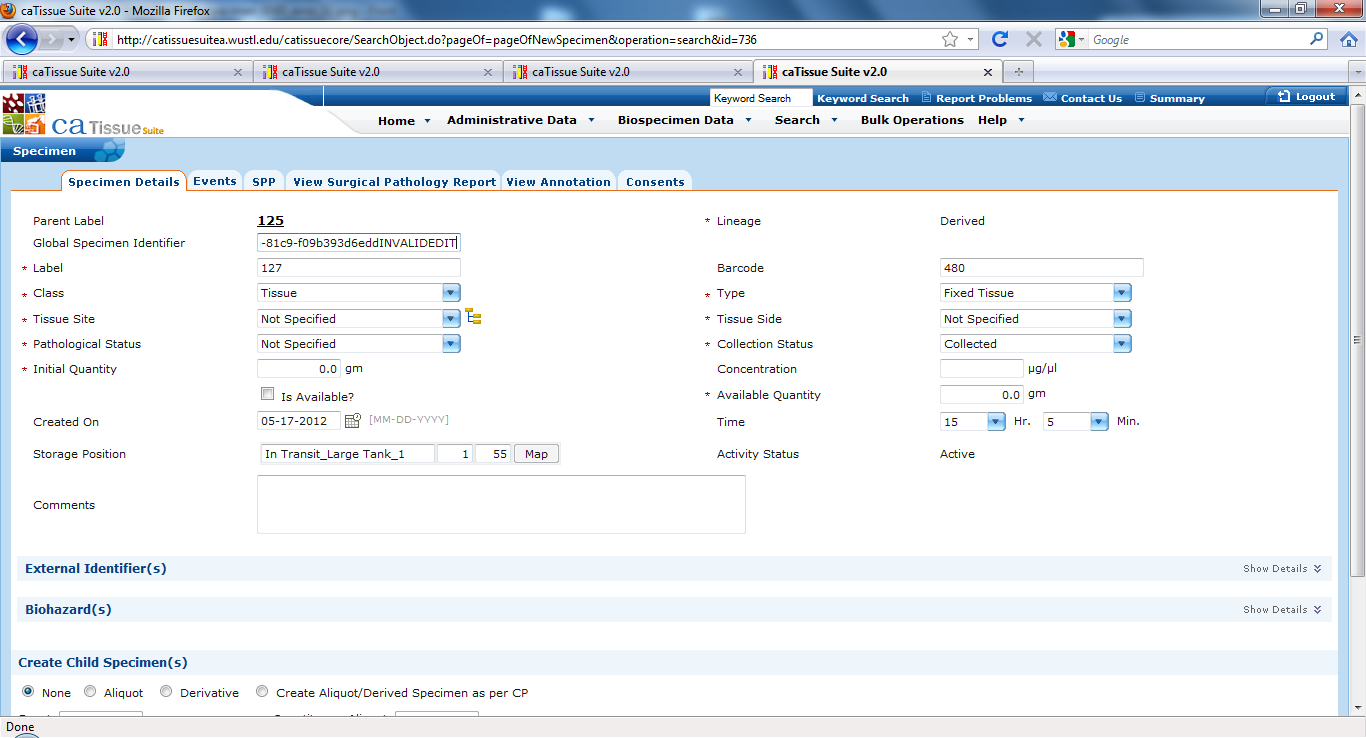 caTissue Suite v2.0 - Mozilla Firefox
http://catissuesuitea.wustl.edu/catissuecore/SearchObject.do?pageOf=pageOfNewSpecimen&operation=search&id=736
Google
caTissue Suite v2.0
caTissue Suite v2.0
caTissue Suite v2.0
caTissue Suite v2.0
Keyword Search
Keyword Search Report Problems Contact Us Summary Logout
ca Tissue Suite
Home Administrative Data Biospecimen Data Search Bulk Operations Help
Specimen
Specimen Details Events SPP View Surgical Pathology Report View Annotation Consents
Parent Label 125 * Lineage Derived
Global Specimen Identifier -81c9-f09b393d6eddINVALIDEDIT
* Label 127 Barcode 480
* Class Tissue * Type Fixed Tissue
* Tissue Site Not Specified * Tissue Side Not Specified
* Pathological Status Not Specified * Collection Status Collected
* Initial Quantity 0.0 gm Concentration µg/µl
Is Available? * Available Quantity 0.0 gm
Created On 05-17-2012 [MM-DD-YYYY] Time 15 Hr. 5 Min.
Storage Position In Transit_Large Tank_1 1 55 Map Activity Status Active
Comments
External Identifier(s) Show Details
Biohazard(s) Show Details
Create Child Specimen(s)
None Aliquot Derivative Create Aliquot/Derived Specimen as per CP
Done